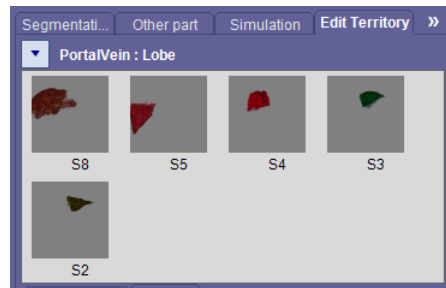 Segmentati... Other part Simulation Edit Territory »
PortalVein : Lobe
S8 S5 S4 S3
S2